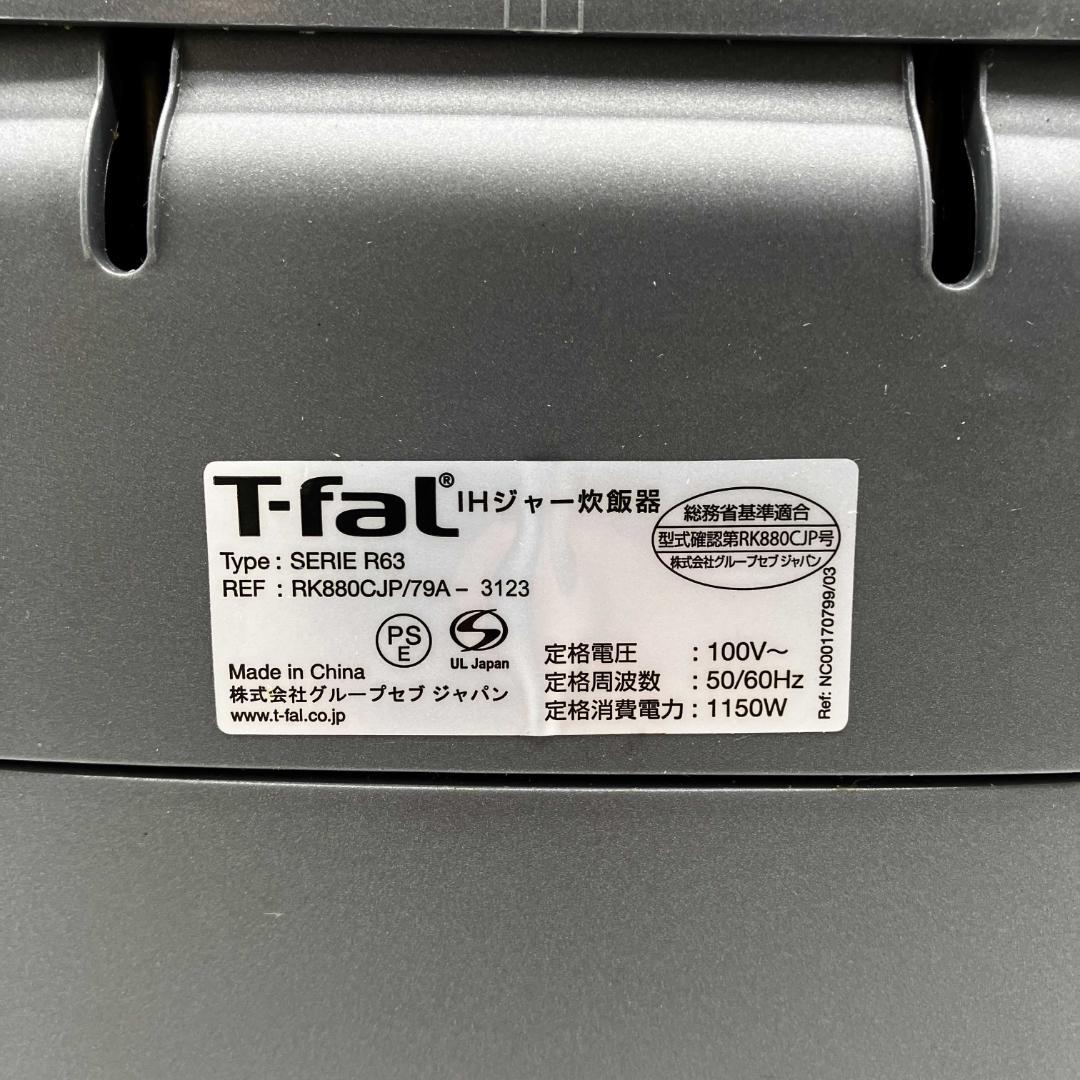 T-fal® IHジャー炊飯器
Type : SERIE R63
REF : RK880CJP/79A – 3123
総務省基準適合
型式確認第RK880CJP号
株式会社グループセブ ジャパン
PS
E
UL Japan
Made in China
株式会社グループセブ ジャパン
www.t-fal.co.jp
定格電圧 : 100V～
定格周波数 : 50/60Hz
定格消費電力 : 1150W
Ref: NC00170799/03